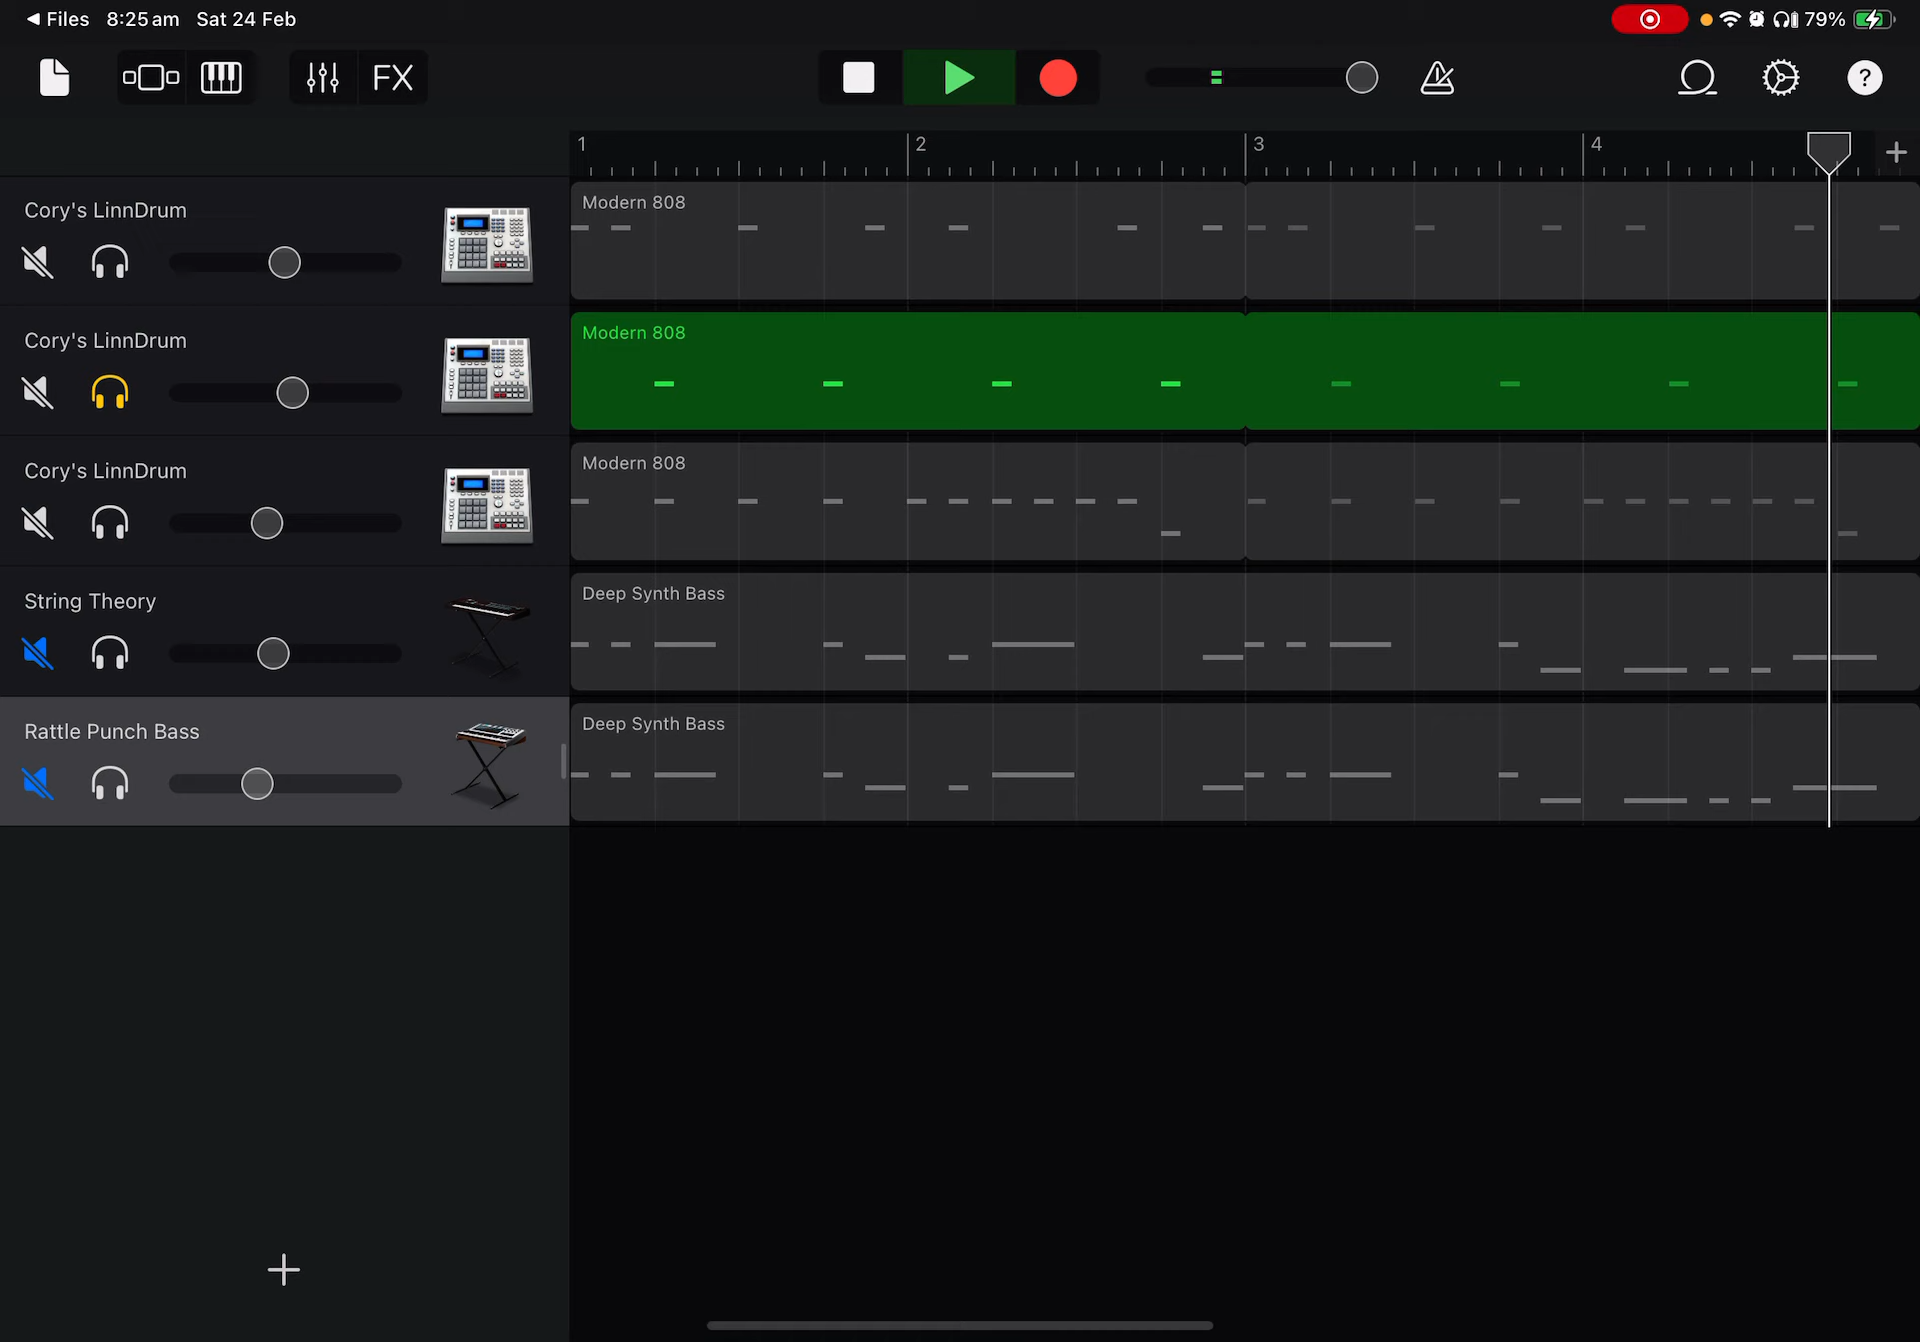 Files 8:25 am Sat 24 Feb
79%
FX
?
1 2 3 4
Cory's LinnDrum
Modern 808
Cory's LinnDrum
Modern 808
Cory's LinnDrum
Modern 808
String Theory
Deep Synth Bass
Rattle Punch Bass
Deep Synth Bass